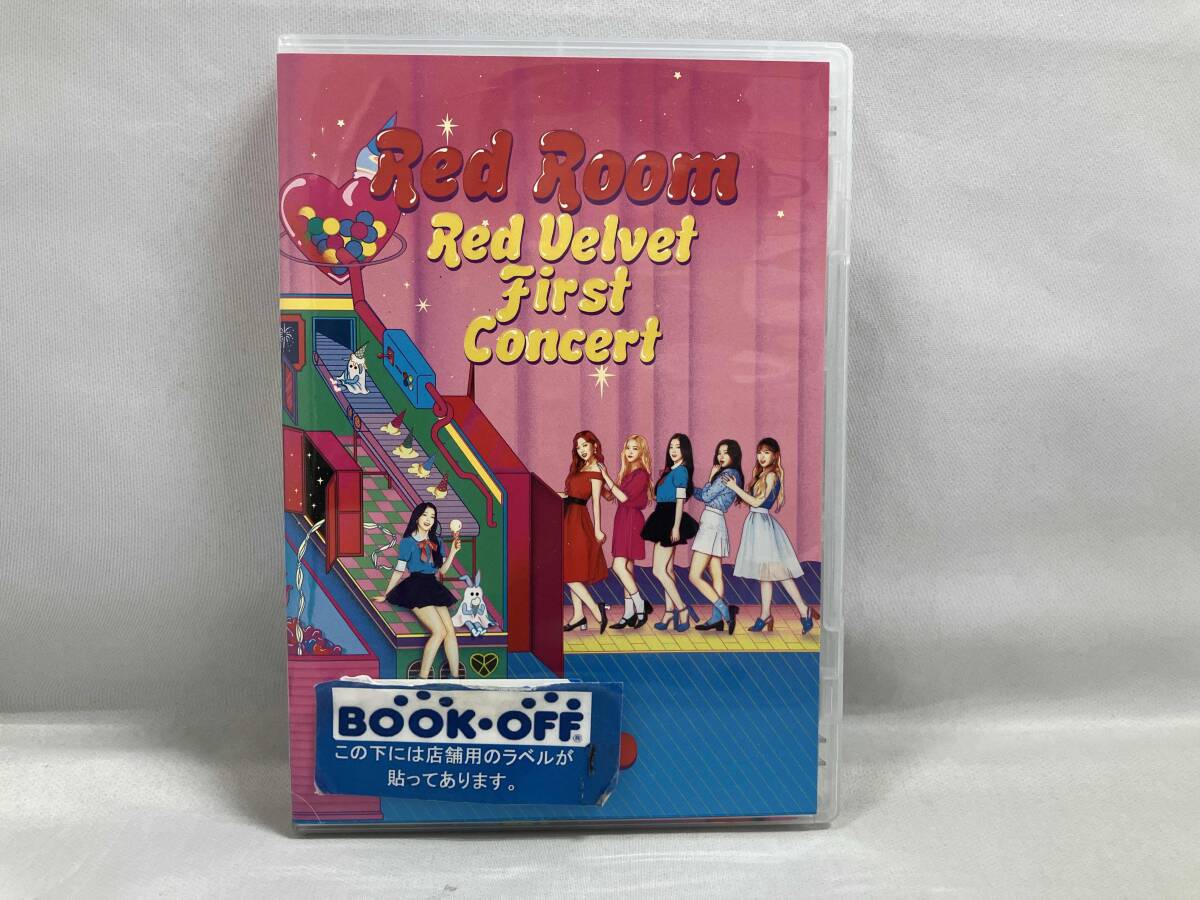 Red Room
Red Velvet
First
Concert
BOOK·OFF®
この下には店舗用のラベルが
貼ってあります。